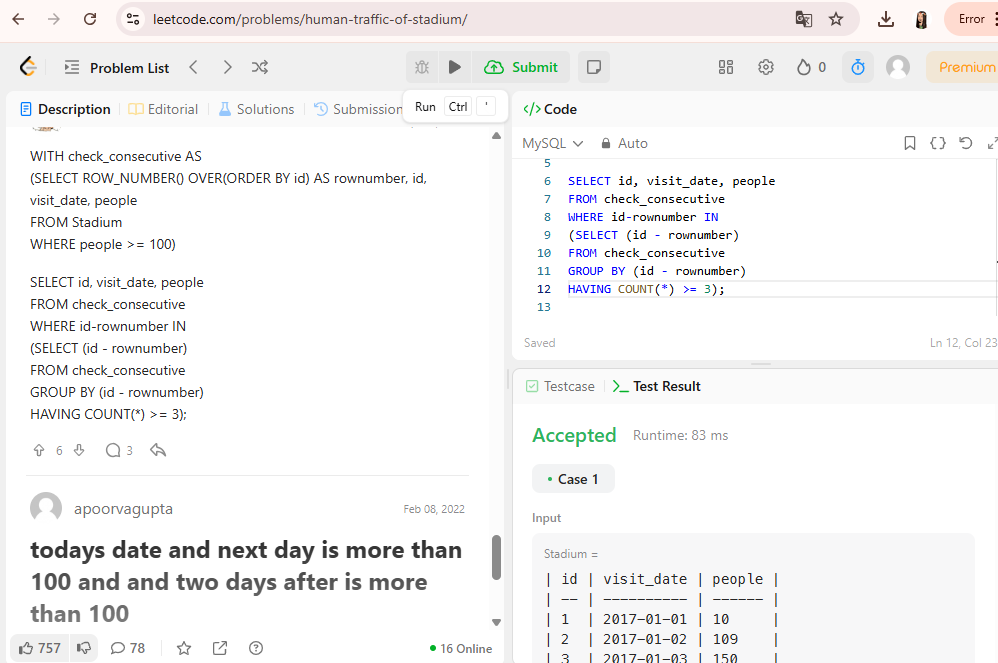 leetcode.com/problems/human-traffic-of-stadium/
Error
Problem List
Submit
0
Premium
Run Ctrl '
Description
Editorial
Solutions
Submission
</> Code
MySQL
Auto
WITH check_consecutive AS
(SELECT ROW_NUMBER() OVER(ORDER BY id) AS rownumber, id,
visit_date, people
FROM Stadium
WHERE people >= 100)
SELECT id, visit_date, people
FROM check_consecutive
WHERE id-rownumber IN
(SELECT (id - rownumber)
FROM check_consecutive
GROUP BY (id - rownumber)
HAVING COUNT(*) >= 3);
6
3
apoorvagupta
Feb 08, 2022
todays date and next day is more than
100 and and two days after is more
than 100
757
78
16 Online
5
6 SELECT id, visit_date, people
7 FROM check_consecutive
8 WHERE id-rownumber IN
9 (SELECT (id - rownumber)
10 FROM check_consecutive
11 GROUP BY (id - rownumber)
12 HAVING COUNT(*) >= 3);
13
Saved
Ln 12, Col 23
Testcase
>_ Test Result
Accepted
Runtime: 83 ms
• Case 1
Input
Stadium =
| id | visit_date | people |
| -- | ---------- | ------ |
| 1 | 2017-01-01 | 10 |
| 2 | 2017-01-02 | 109 |
| 3 | 2017-01-03 | 150 |